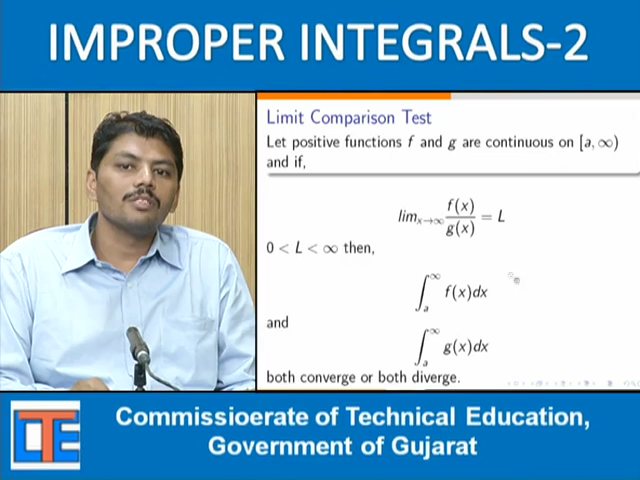 IMPROPER INTEGRALS-2
Limit Comparison Test
Let positive functions f and g are continuous on [a, ∞)
and if,
lim_{x→∞} f(x)/g(x) = L
0 < L < ∞ then,
∫_a^∞ f(x)dx
and
∫_a^∞ g(x)dx
both converge or both diverge.
CTE
Commissioerate of Technical Education,
Government of Gujarat